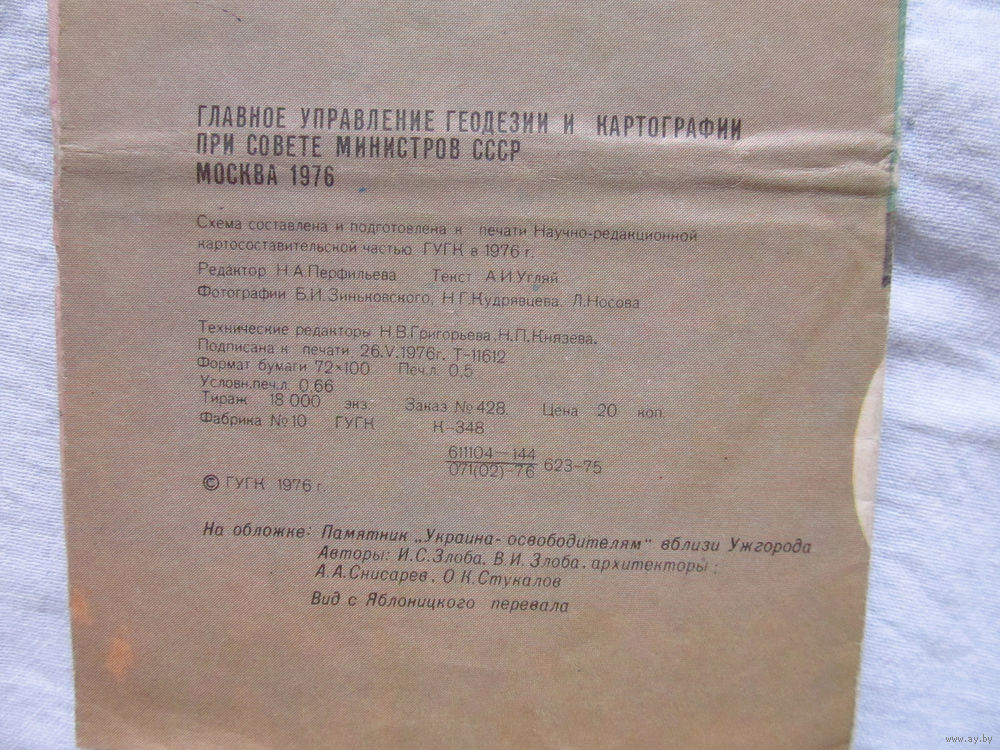 ГЛАВНОЕ УПРАВЛЕНИЕ ГЕОДЕЗИИ И КАРТОГРАФИИ
ПРИ СОВЕТЕ МИНИСТРОВ СССР
МОСКВА 1976
Схема составлена и подготовлена к печати Научно-редакционной
картосоставительской частью ГУГК в 1976 г.
Редактор Н.А.Перфильева Текст А.И.Угляй
Фотографии Б.И.Зиньковского, Н.Г.Кудрявцева, Л.Носова
Технические редакторы Н.В.Григорьева, Н.П.Князева.
Подписана к печати 26.V.1976г. Т-11612
Формат бумаги 72×100 Печ.л. 0.5
Условн.печ.л. 0.66
Тираж 18 000 экз. Заказ №428. Цена 20 коп.
Фабрика №10 ГУГК К-348
611104-144
071(02)-76 623-75
© ГУГК 1976 г.
На обложке: Памятник „Украина-освободителям" вблизи Ужгорода
Авторы: И.С.Злоба, В.И.Злоба, архитекторы:
А.А.Снисарев, О.К.Стукалов
Вид с Яблоницкого перевала
www.ay.by